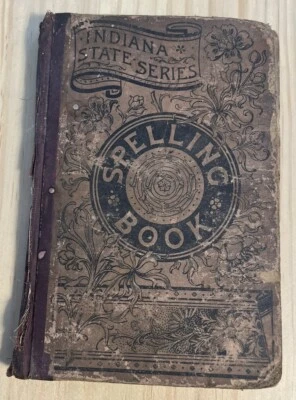 INDIANA
STATE SERIES
SPELLING
BOOK